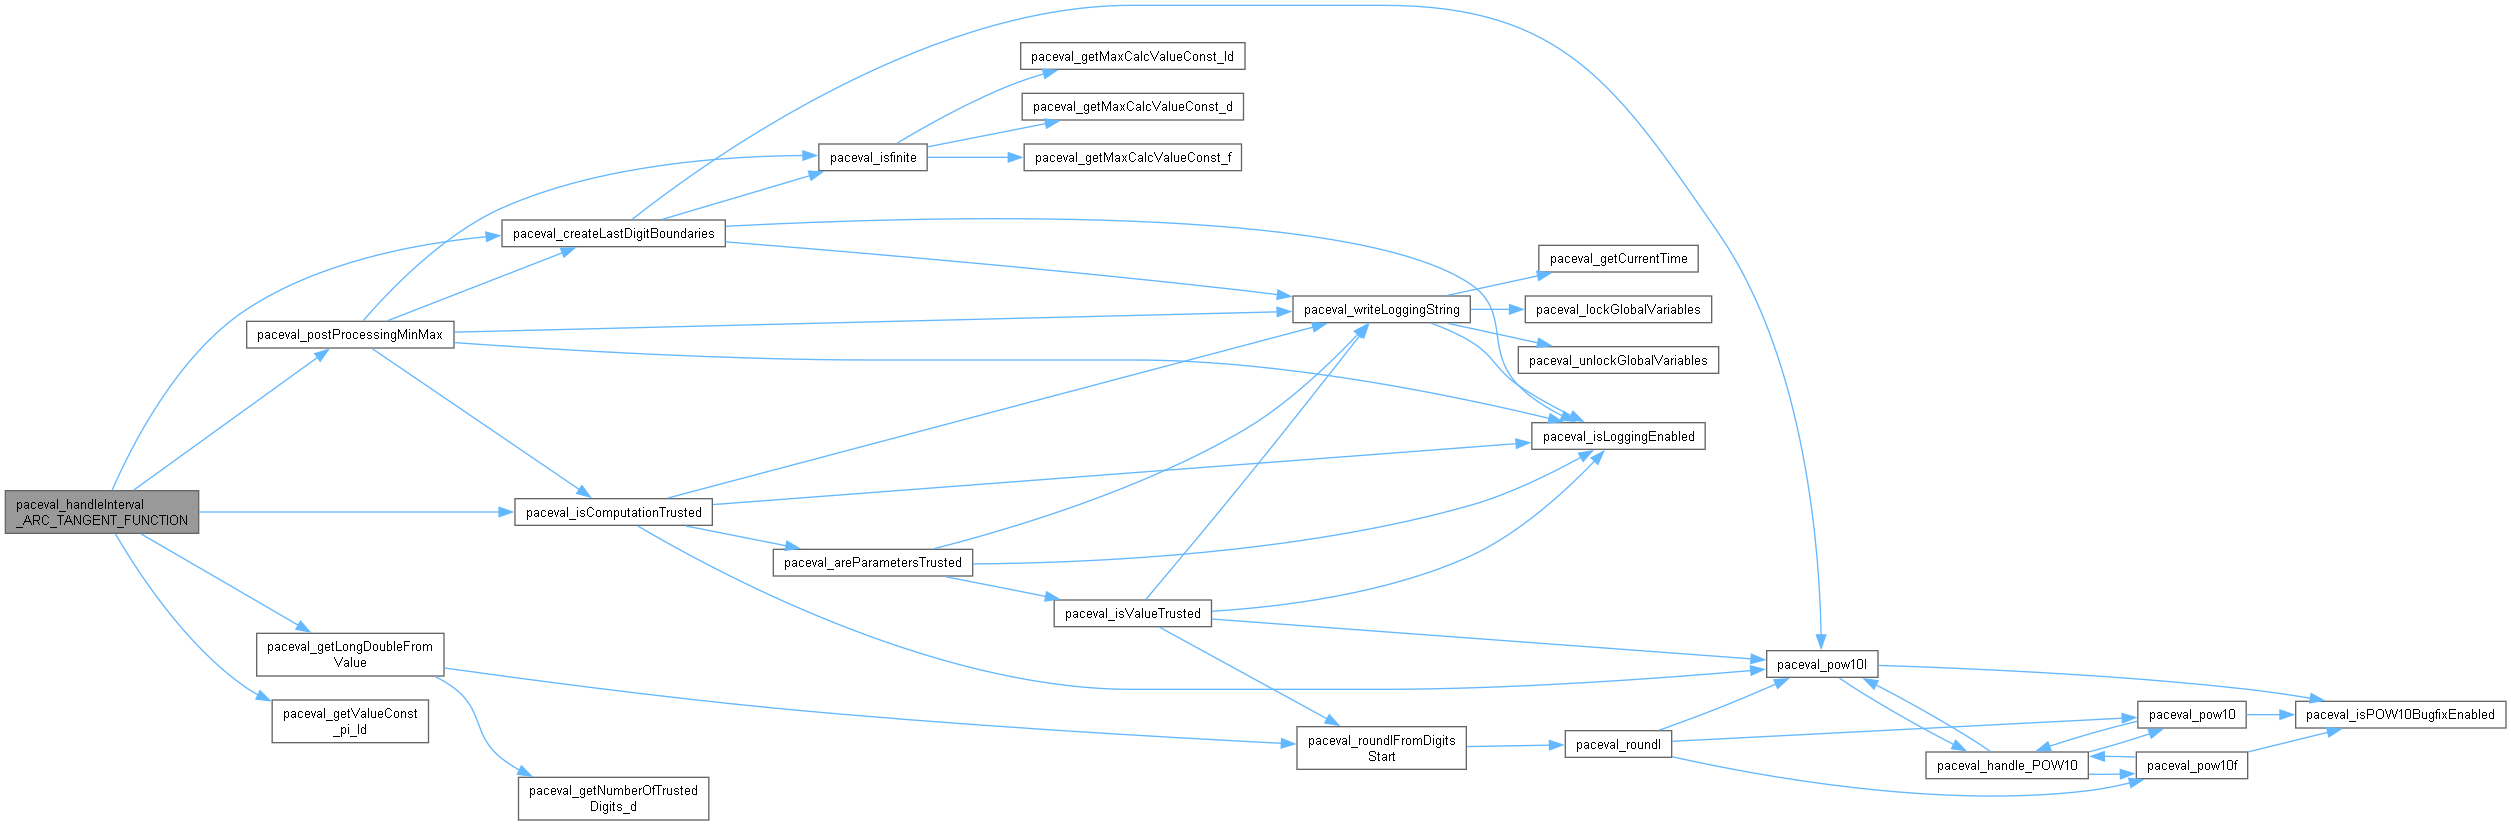 paceval_getMaxCalcValueConst_ld
paceval_getMaxCalcValueConst_d
paceval_isfinite
paceval_getMaxCalcValueConst_f
paceval_createLastDigitBoundaries
paceval_getCurrentTime
paceval_writeLoggingString
paceval_lockGlobalVariables
paceval_postProcessingMinMax
paceval_unlockGlobalVariables
paceval_isLoggingEnabled
paceval_handleInterval
_ARC_TANGENT_FUNCTION
paceval_isComputationTrusted
paceval_areParametersTrusted
paceval_isValueTrusted
paceval_getLongDoubleFrom
Value
paceval_pow10l
paceval_getValueConst
_pi_ld
paceval_pow10
paceval_isPOW10BugfixEnabled
paceval_roundlFromDigits
Start
paceval_roundl
paceval_handle_POW10
paceval_pow10f
paceval_getNumberOfTrusted
Digits_d